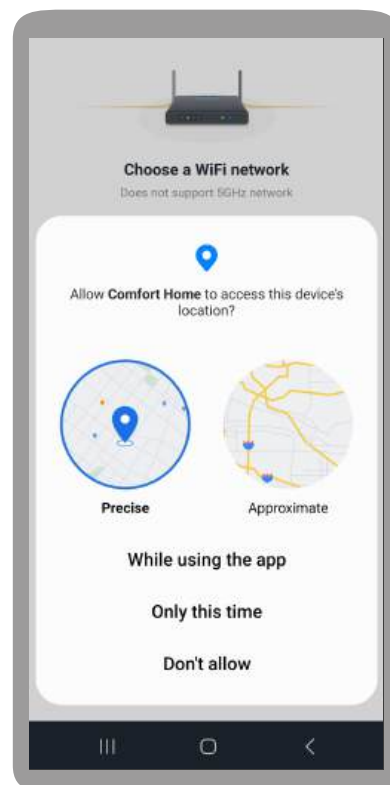 Choose a WiFi network
Does not support 5GHz network
Allow Comfort Home to access this device's
location?
Precise
Approximate
While using the app
Only this time
Don't allow